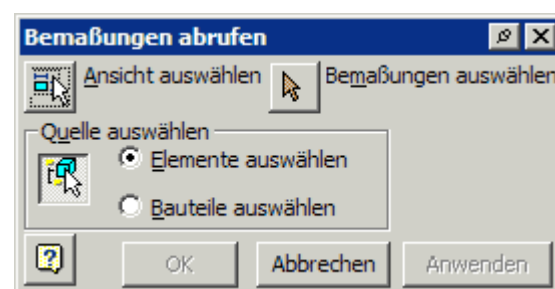 Bemaßungen abrufen
Ansicht auswählen Bemaßungen auswählen
Quelle auswählen
Elemente auswählen
Bauteile auswählen
OK Abbrechen Anwenden